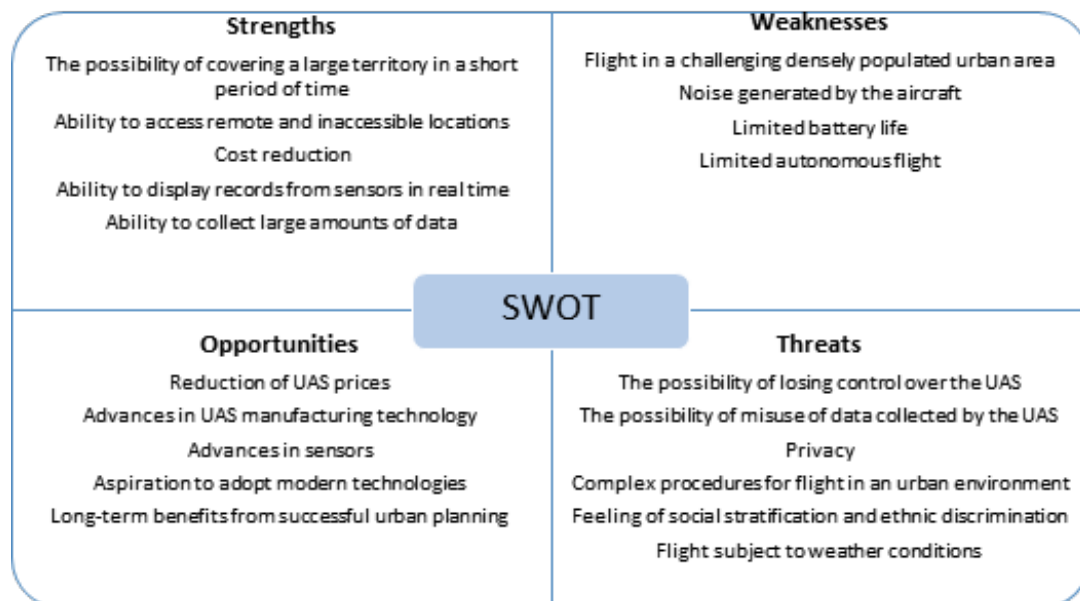 Strengths
The possibility of covering a large territory in a short
period of time
Ability to access remote and inaccessible locations
Cost reduction
Ability to display records from sensors in real time
Ability to collect large amounts of data
Weaknesses
Flight in a challenging densely populated urban area
Noise generated by the aircraft
Limited battery life
Limited autonomous flight
SWOT
Opportunities
Reduction of UAS prices
Advances in UAS manufacturing technology
Advances in sensors
Aspiration to adopt modern technologies
Long-term benefits from successful urban planning
Threats
The possibility of losing control over the UAS
The possibility of misuse of data collected by the UAS
Privacy
Complex procedures for flight in an urban environment
Feeling of social stratification and ethnic discrimination
Flight subject to weather conditions